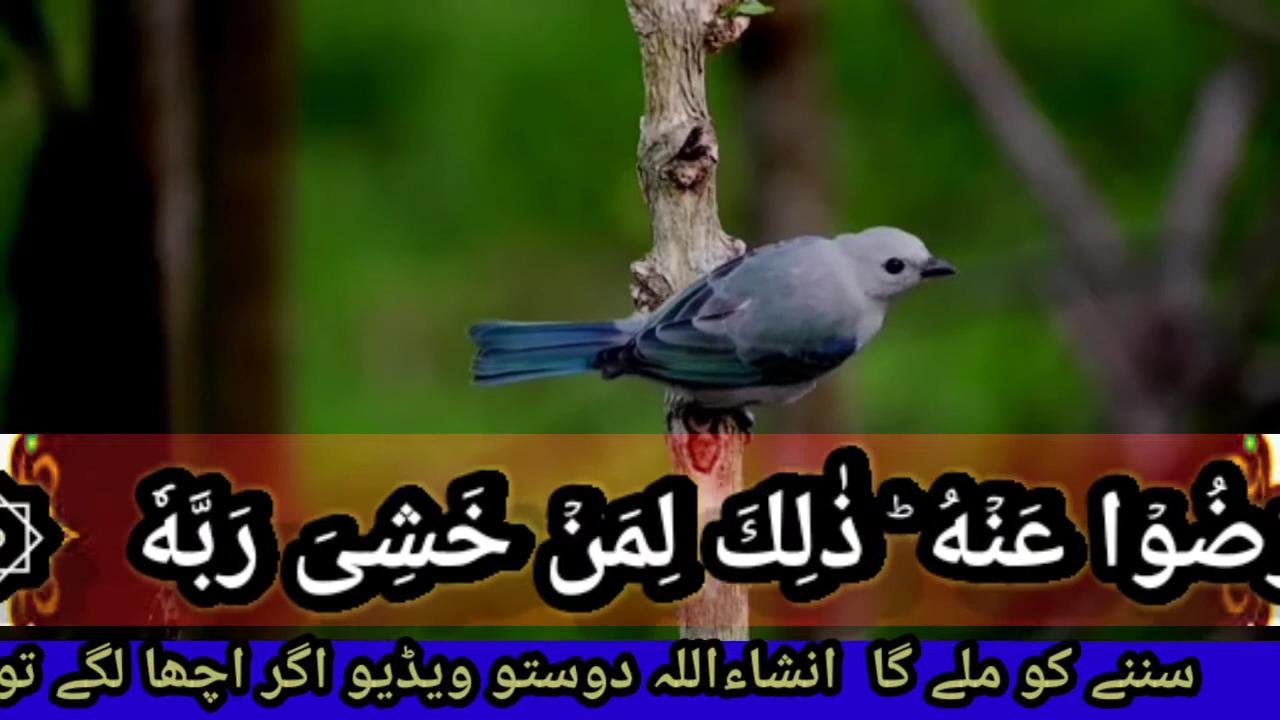 رَضُوۡا عَنۡهُ ؕ ذٰلِكَ لِمَنۡ خَشِىَ رَبَّهٗ
سننے کو ملے گا انشاءاللہ دوستو ویڈیو اگر اچھا لگے تو